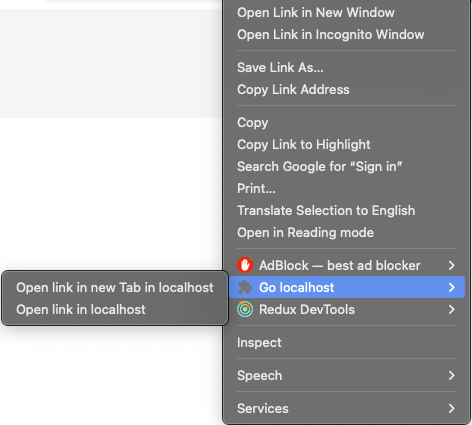 Open Link in New Window
Open Link in Incognito Window
Save Link As...
Copy Link Address
Copy
Copy Link to Highlight
Search Google for “Sign in”
Print...
Translate Selection to English
Open in Reading mode
AdBlock — best ad blocker
Go localhost
Redux DevTools
Inspect
Speech
Services
Open link in new Tab in localhost
Open link in localhost